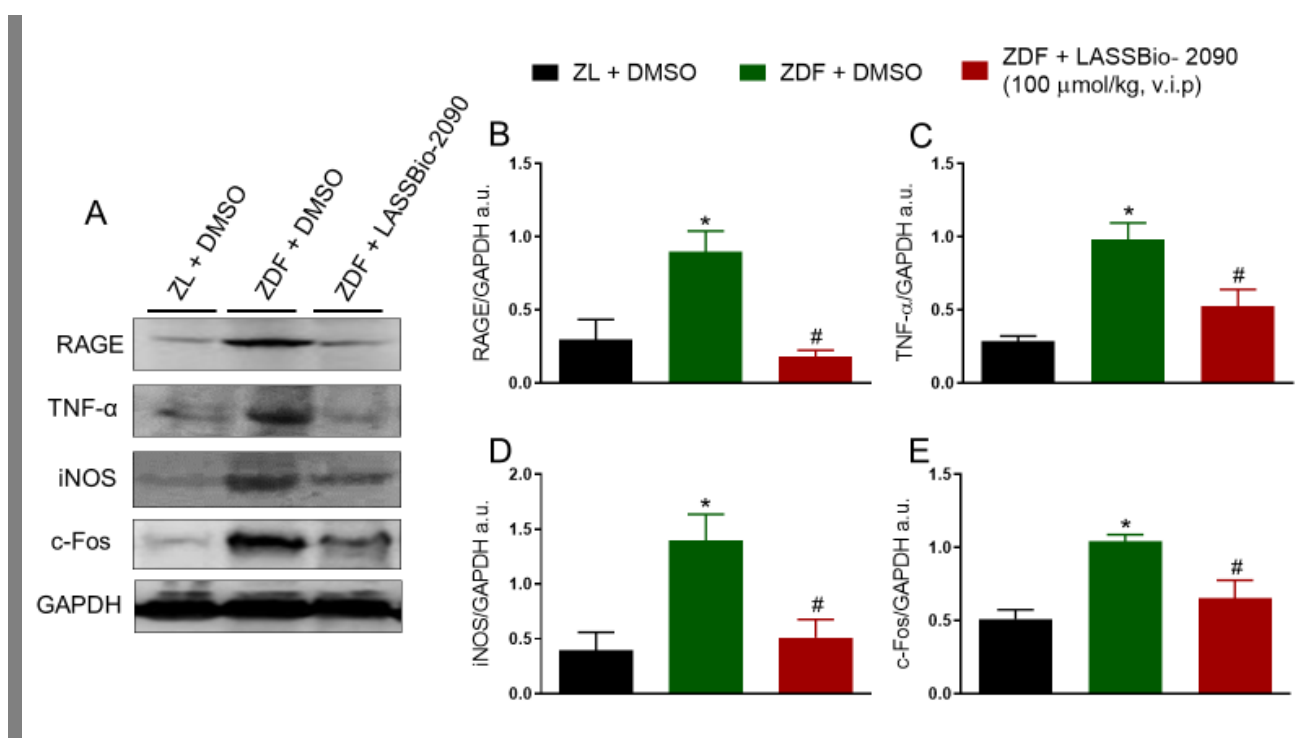 ZL + DMSO
ZDF + DMSO
ZDF + LASSBio- 2090
(100 μmol/kg, v.i.p)
A
ZL + DMSO
ZDF + DMSO
ZDF + LASSBio-2090
RAGE
TNF-α
iNOS
c-Fos
GAPDH
B
RAGE/GAPDH a.u.
1.5
1.0
0.5
0.0
*
#
C
TNF-α/GAPDH a.u.
1.5
1.0
0.5
0.0
*
#
D
iNOS/GAPDH a.u.
2.0
1.5
1.0
0.5
0.0
*
#
E
c-Fos/GAPDH a.u.
1.5
1.0
0.5
0.0
*
#